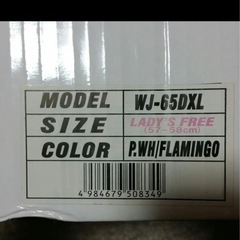 MODEL WJ-65DXL
SIZE LADY'S FREE
(57-58cm)
COLOR P.WH/FLAMINGO
4 984679 508349